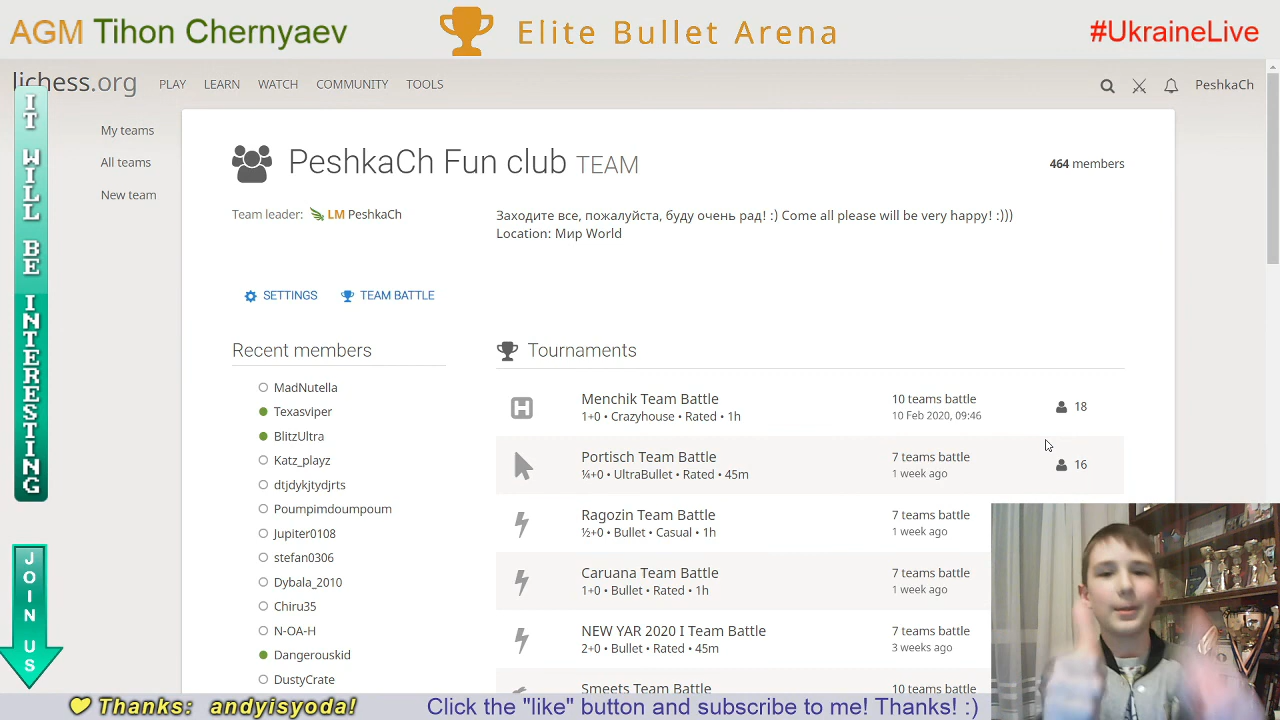 AGM Tihon Chernyaev
Elite Bullet Arena
#UkraineLive
lichess.org
PLAY
LEARN
WATCH
COMMUNITY
TOOLS
PeshkaCh
IT WILL BE INTERESTING
JOIN US
My teams
All teams
New team
PeshkaCh Fun club TEAM
464 members
Team leader: LM PeshkaCh
Заходите все, пожалуйста, буду очень рад! :) Come all please will be very happy! :)))
Location: Мир World
SETTINGS
TEAM BATTLE
Recent members
MadNutella
Texasviper
BlitzUltra
Katz_playz
dtjdykjtydjrts
Poumpimdoumpoum
Jupiter0108
stefan0306
Dybala_2010
Chiru35
N-OA-H
Dangerouskid
DustyCrate
Tournaments
Menchik Team Battle
1+0 • Crazyhouse • Rated • 1h
10 teams battle
10 Feb 2020, 09:46
18
Portisch Team Battle
¼+0 • UltraBullet • Rated • 45m
7 teams battle
1 week ago
16
Ragozin Team Battle
½+0 • Bullet • Casual • 1h
7 teams battle
1 week ago
Caruana Team Battle
1+0 • Bullet • Rated • 1h
7 teams battle
1 week ago
NEW YAR 2020 I Team Battle
2+0 • Bullet • Rated • 45m
7 teams battle
3 weeks ago
Smeets Team Battle
10 teams battle
Thanks: andyisyoda!
Click the "like" button and subscribe to me! Thanks! :)